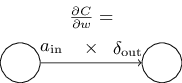 ∂C/∂w =
a_in × δ_out